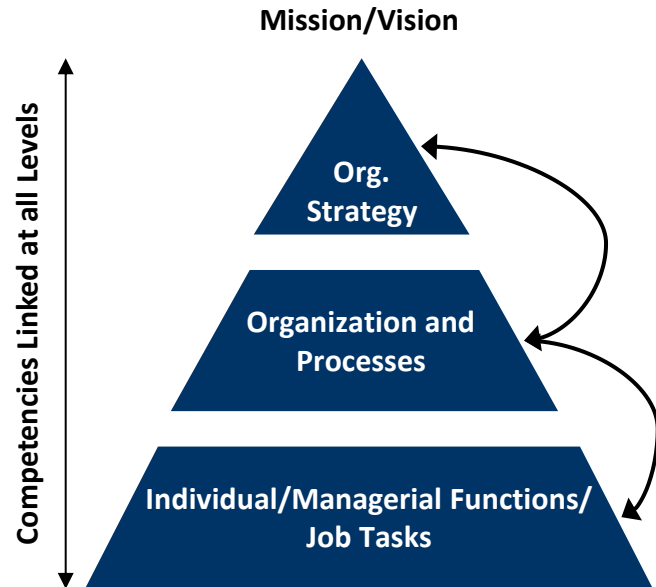 Mission/Vision
Competencies Linked at all Levels
Org.
Strategy
Organization and
Processes
Individual/Managerial Functions/
Job Tasks